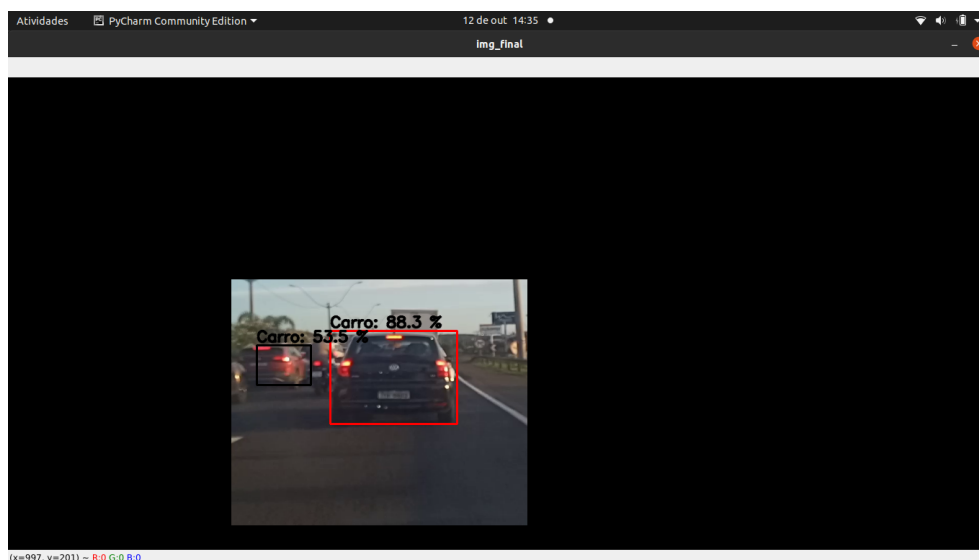 Atividades PyCharm Community Edition 12 de out 14:35
img_final
Carro: 88.3 %
Carro: 53.5 %
(x=997, y=201) ~ R:0 G:0 B:0